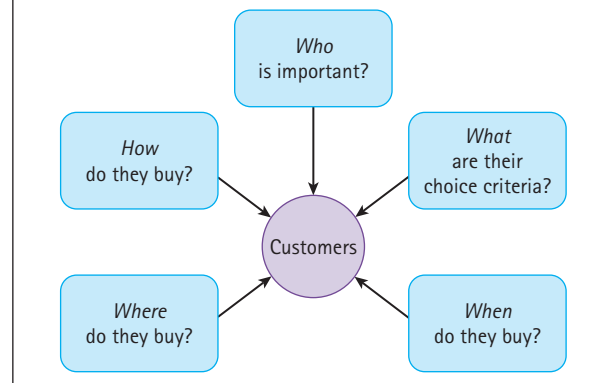 Who
is important?
How
do they buy?
What
are their
choice criteria?
Customers
Where
do they buy?
When
do they buy?